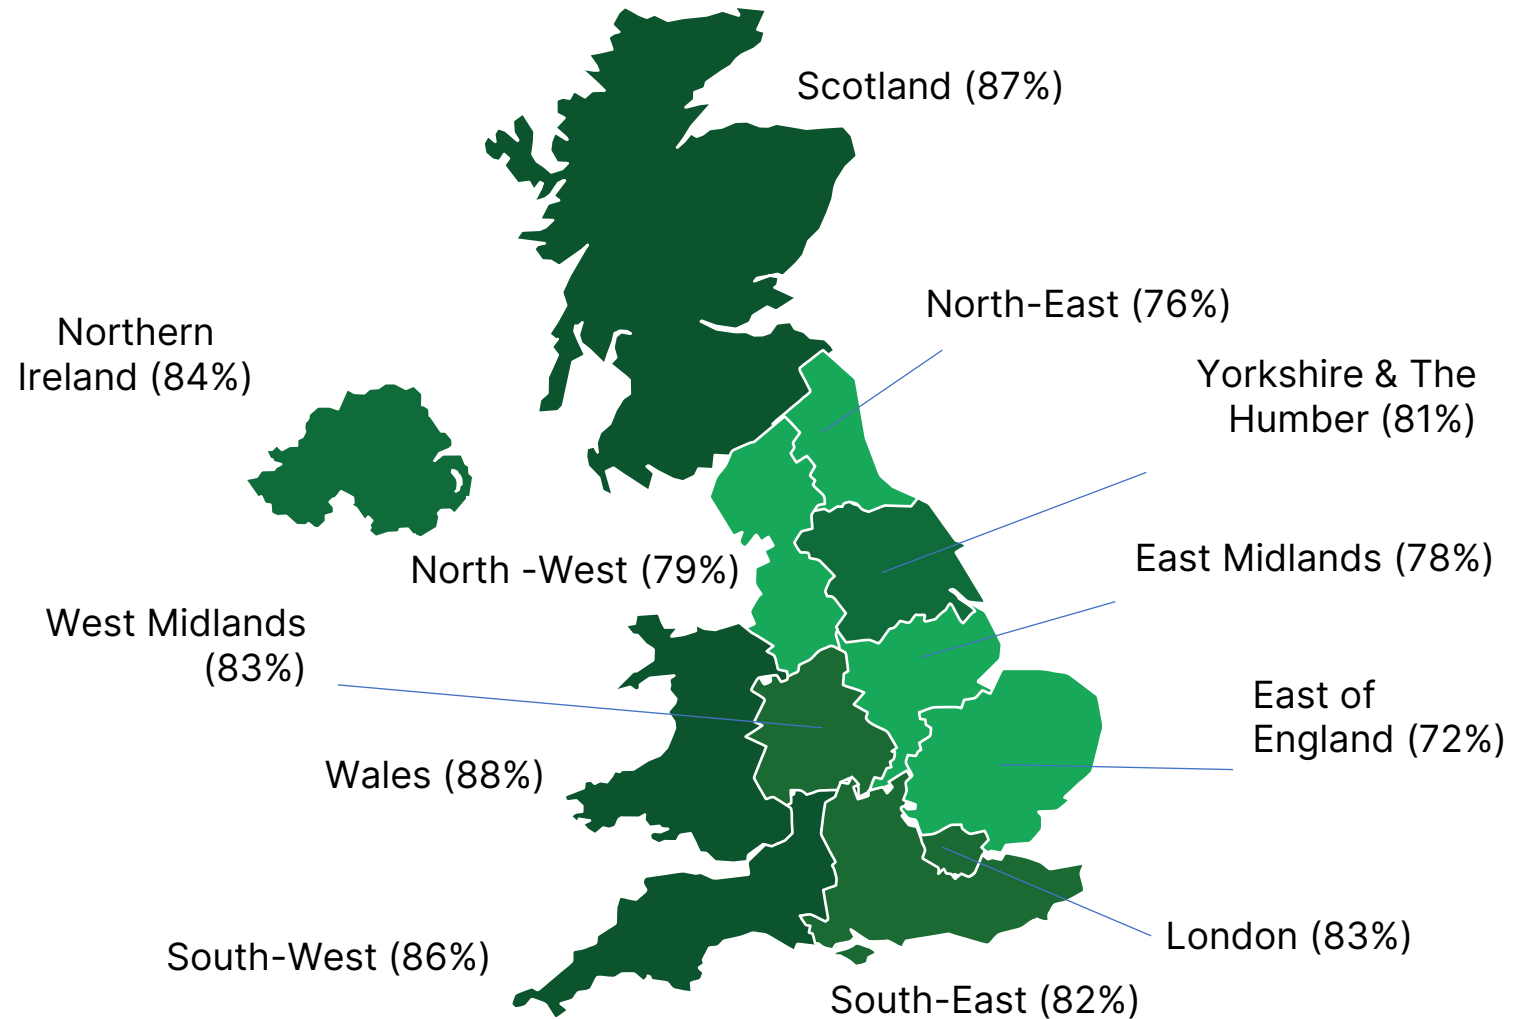 Scotland (87%)
North-East (76%)
Northern
Ireland (84%)
Yorkshire & The
Humber (81%)
North -West (79%)
East Midlands (78%)
West Midlands
(83%)
East of
England (72%)
Wales (88%)
London (83%)
South-West (86%)
South-East (82%)